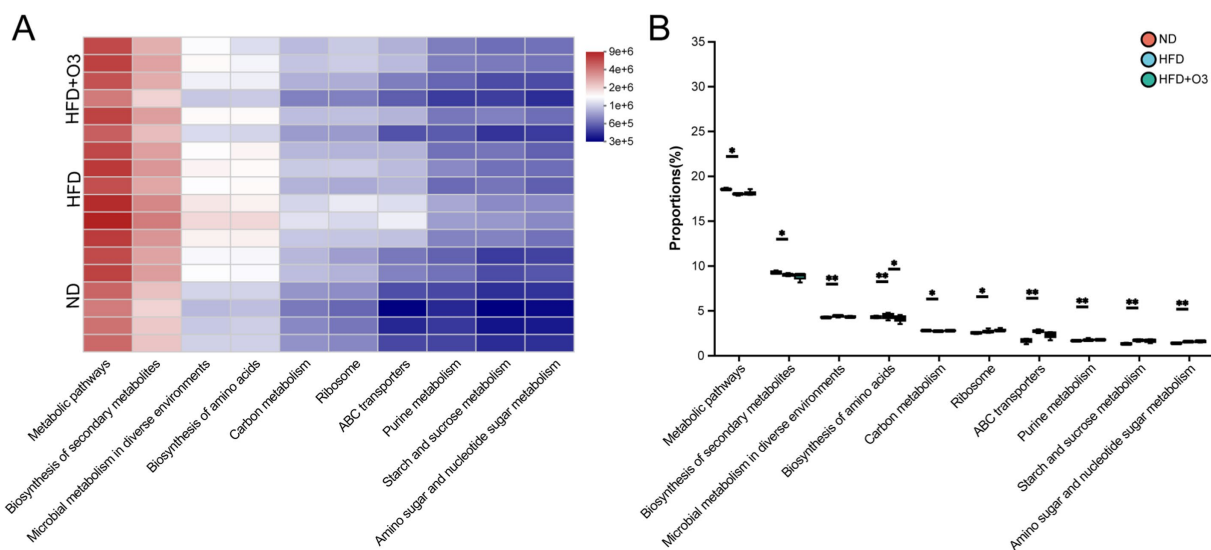 A
HFD+O3
HFD
ND
9e+6
4e+6
2e+6
1e+6
6e+5
3e+5
Metabolic pathways
Biosynthesis of secondary metabolites
Microbial metabolism in diverse environments
Biosynthesis of amino acids
Carbon metabolism
Ribosome
ABC transporters
Purine metabolism
Starch and sucrose metabolism
Amino sugar and nucleotide sugar metabolism
B
ND
HFD
HFD+O3
Proportions(%)
35
30
25
20
15
10
5
0
*
*
**
**
*
*
*
**
**
**
**
Metabolic pathways
Biosynthesis of secondary metabolites
Microbial metabolism in diverse environments
Biosynthesis of amino acids
Carbon metabolism
Ribosome
ABC transporters
Purine metabolism
Starch and sucrose metabolism
Amino sugar and nucleotide sugar metabolism